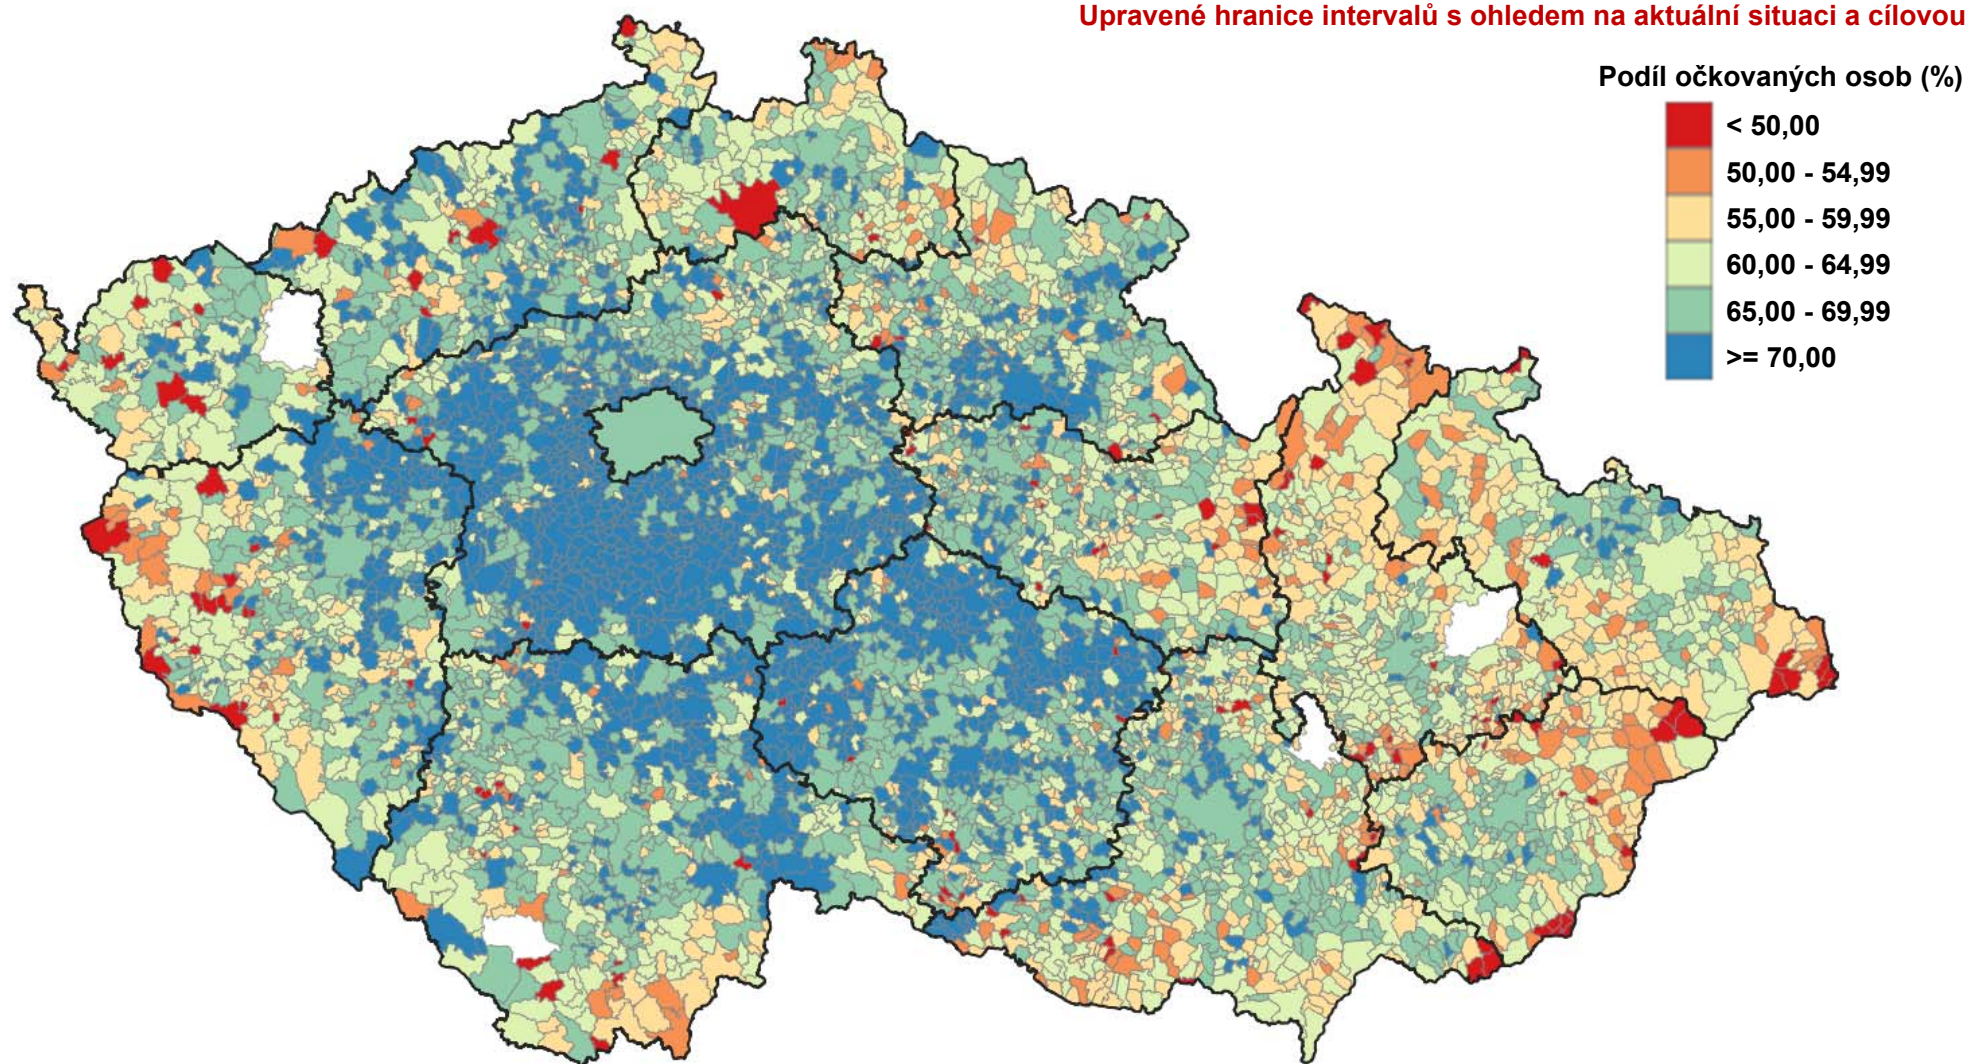 Upravené hranice intervalů s ohledem na aktuální situaci a cílovou
Podíl očkovaných osob (%)
< 50,00
50,00 - 54,99
55,00 - 59,99
60,00 - 64,99
65,00 - 69,99
>= 70,00